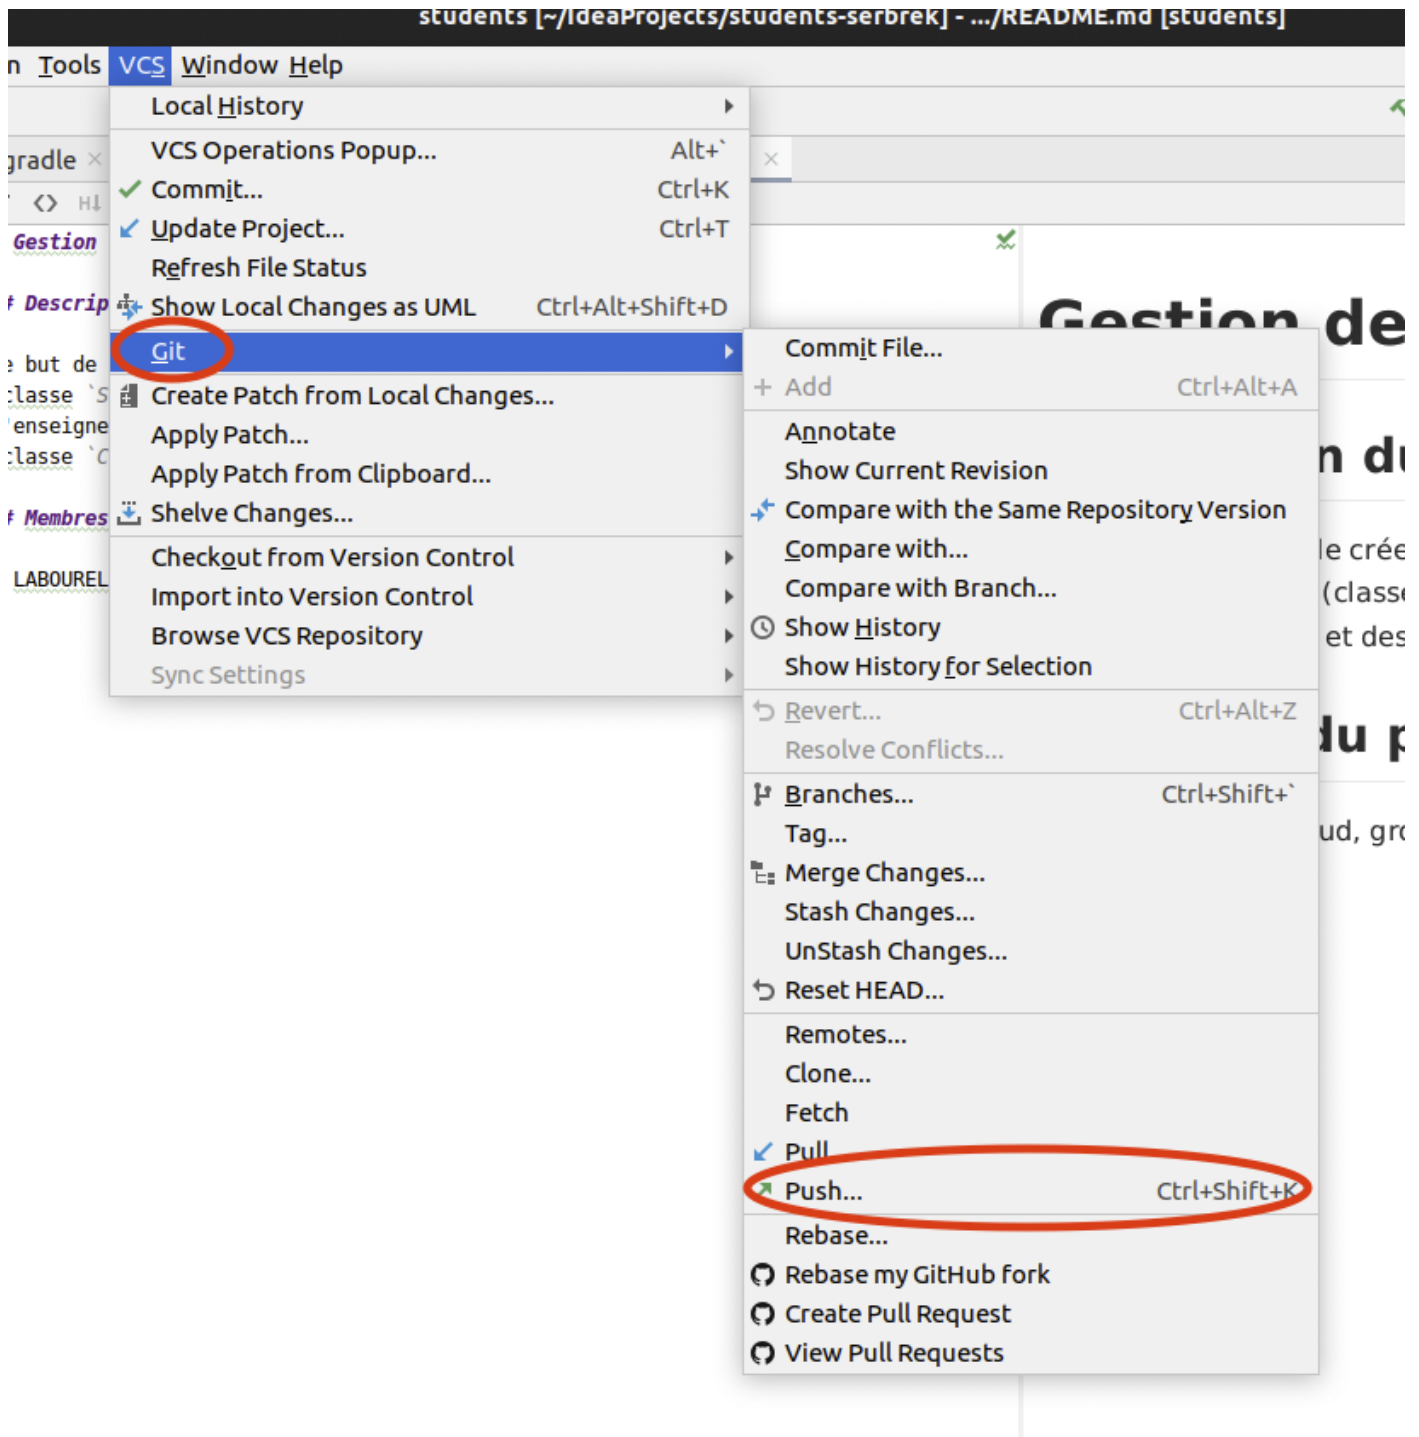 students [~/IdeaProjects/students-serbrek] - .../README.md [students]
n Tools VCS Window Help
Local History
gradle
VCS Operations Popup... Alt+`
Commit... Ctrl+K
Update Project... Ctrl+T
Refresh File Status
Show Local Changes as UML Ctrl+Alt+Shift+D
Git
Create Patch from Local Changes...
Apply Patch...
Apply Patch from Clipboard...
Shelve Changes...
Checkout from Version Control
Import into Version Control
Browse VCS Repository
Sync Settings
Commit File...
Add Ctrl+Alt+A
Annotate
Show Current Revision
Compare with the Same Repository Version
Compare with...
Compare with Branch...
Show History
Show History for Selection
Revert... Ctrl+Alt+Z
Resolve Conflicts...
Branches... Ctrl+Shift+`
Tag...
Merge Changes...
Stash Changes...
UnStash Changes...
Reset HEAD...
Remotes...
Clone...
Fetch
Pull
Push... Ctrl+Shift+K
Rebase...
Rebase my GitHub fork
Create Pull Request
View Pull Requests
Gestion
# Descrip
e but de
classe `S
'enseigne
classe `C
# Membres
LABOUREL
Gestion de
n du
le crée
(classe
et des
du p
ud, gro